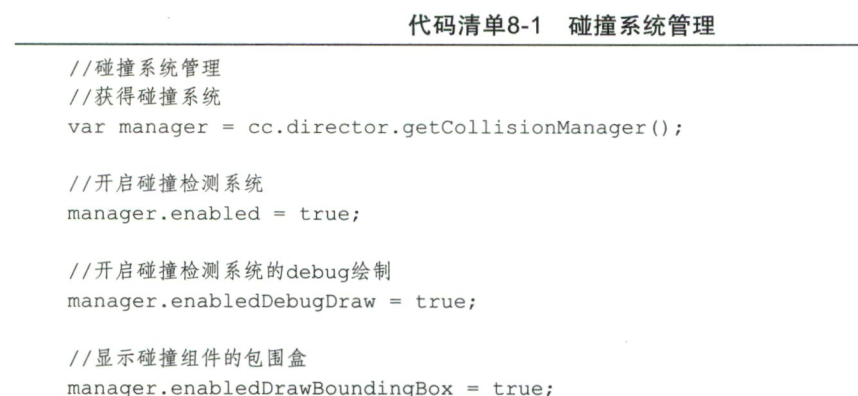 代码清单8-1 碰撞系统管理
//碰撞系统管理
//获得碰撞系统
var manager = cc.director.getCollisionManager();
//开启碰撞检测系统
manager.enabled = true;
//开启碰撞检测系统的debug绘制
manager.enabledDebugDraw = true;
//显示碰撞组件的包围盒
manager.enabledDrawBoundingBox = true;